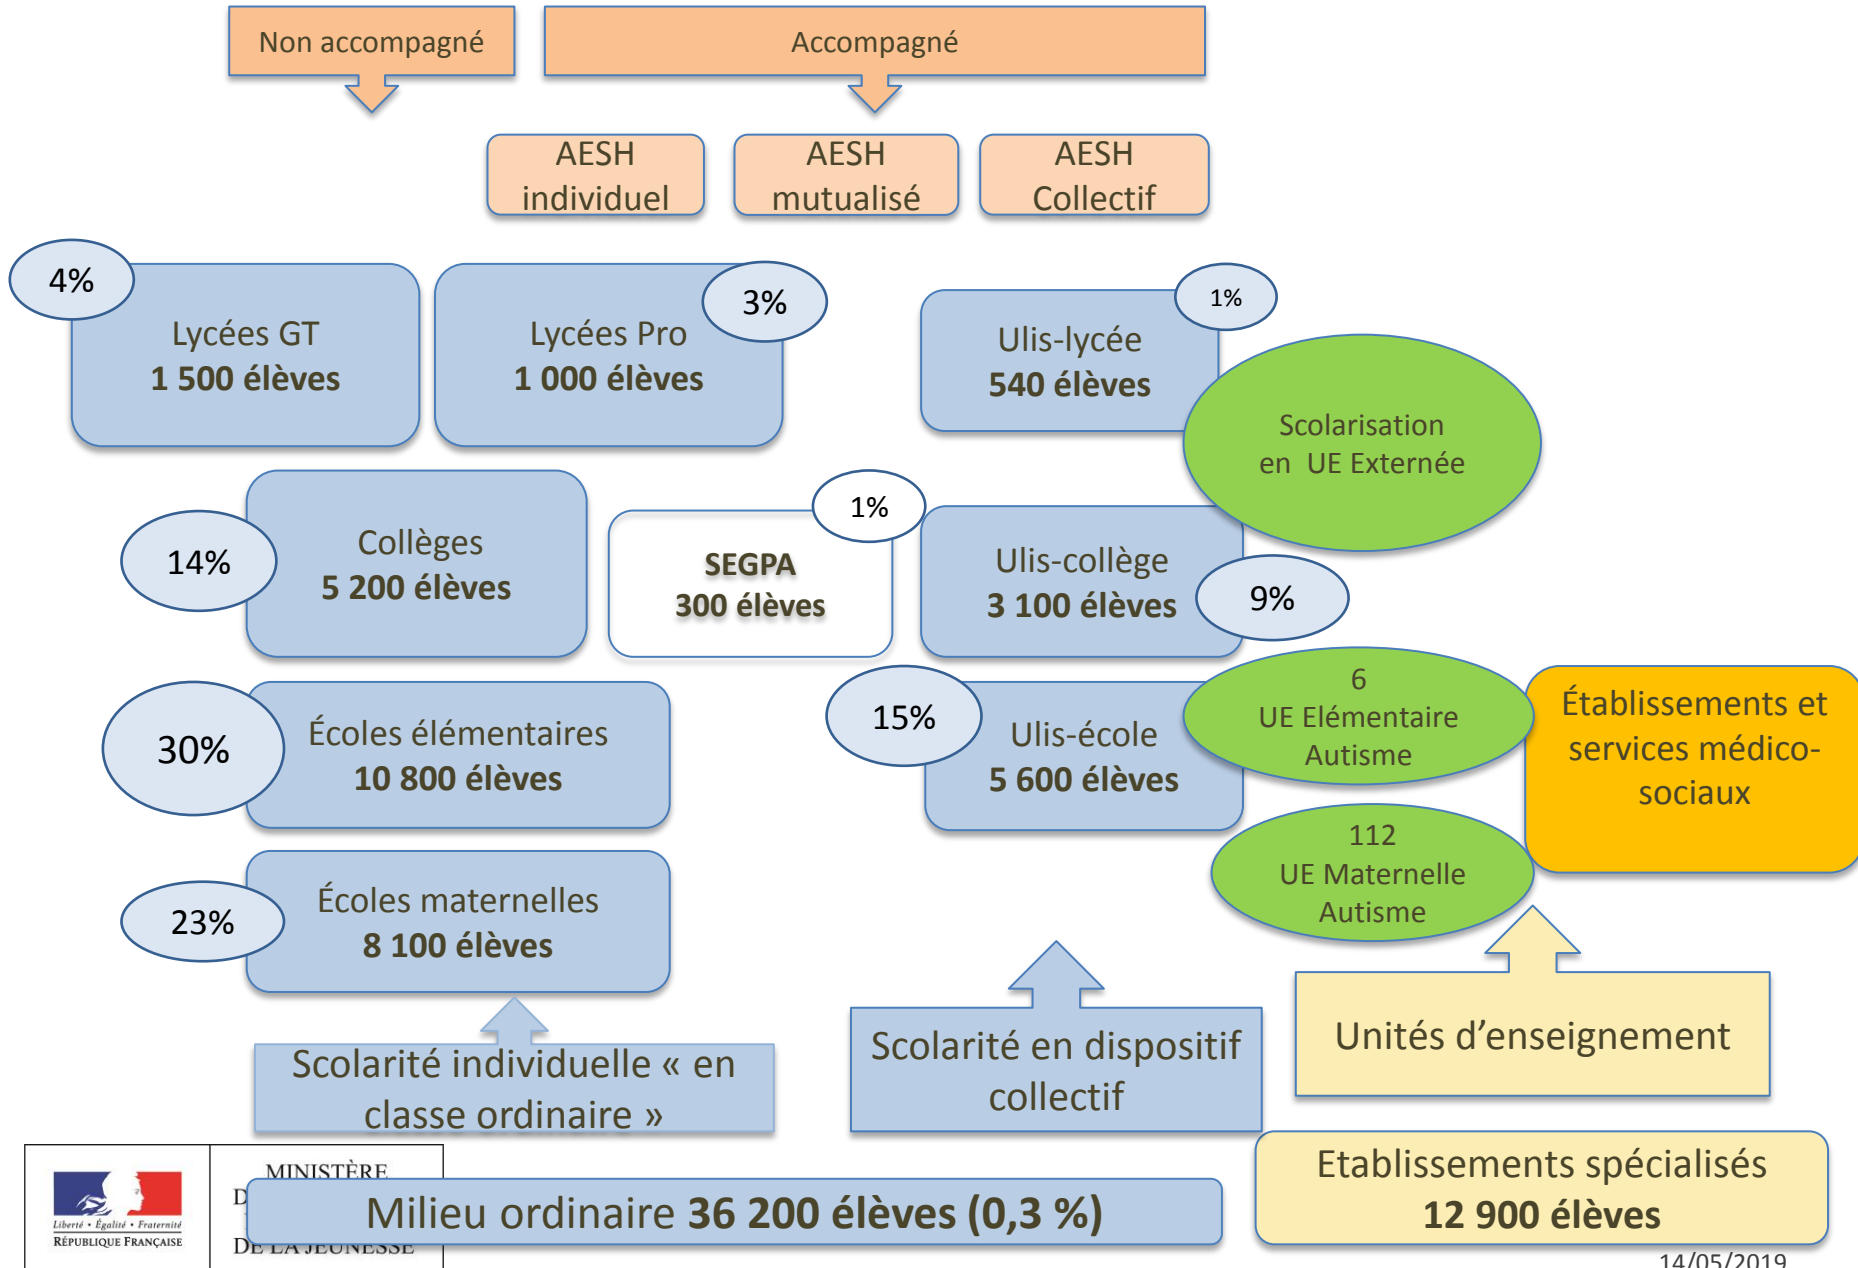 Non accompagné
Accompagné
AESH
individuel
AESH
mutualisé
AESH
Collectif
4%
Lycées GT
1 500 élèves
Lycées Pro
1 000 élèves
3%
Ulis-lycée
540 élèves
1%
Scolarisation
en UE Externée
14%
Collèges
5 200 élèves
SEGPA
300 élèves
1%
Ulis-collège
3 100 élèves
9%
30%
Écoles élémentaires
10 800 élèves
15%
Ulis-école
5 600 élèves
6
UE Elémentaire
Autisme
Établissements et
services médico-
sociaux
23%
Écoles maternelles
8 100 élèves
112
UE Maternelle
Autisme
Scolarité individuelle « en
classe ordinaire »
Scolarité en dispositif
collectif
Unités d’enseignement
Liberté • Égalité • Fraternité
RÉPUBLIQUE FRANÇAISE
MINISTÈRE
DE LA JEUNESSE
Milieu ordinaire 36 200 élèves (0,3 %)
Etablissements spécialisés
12 900 élèves
14/05/2019